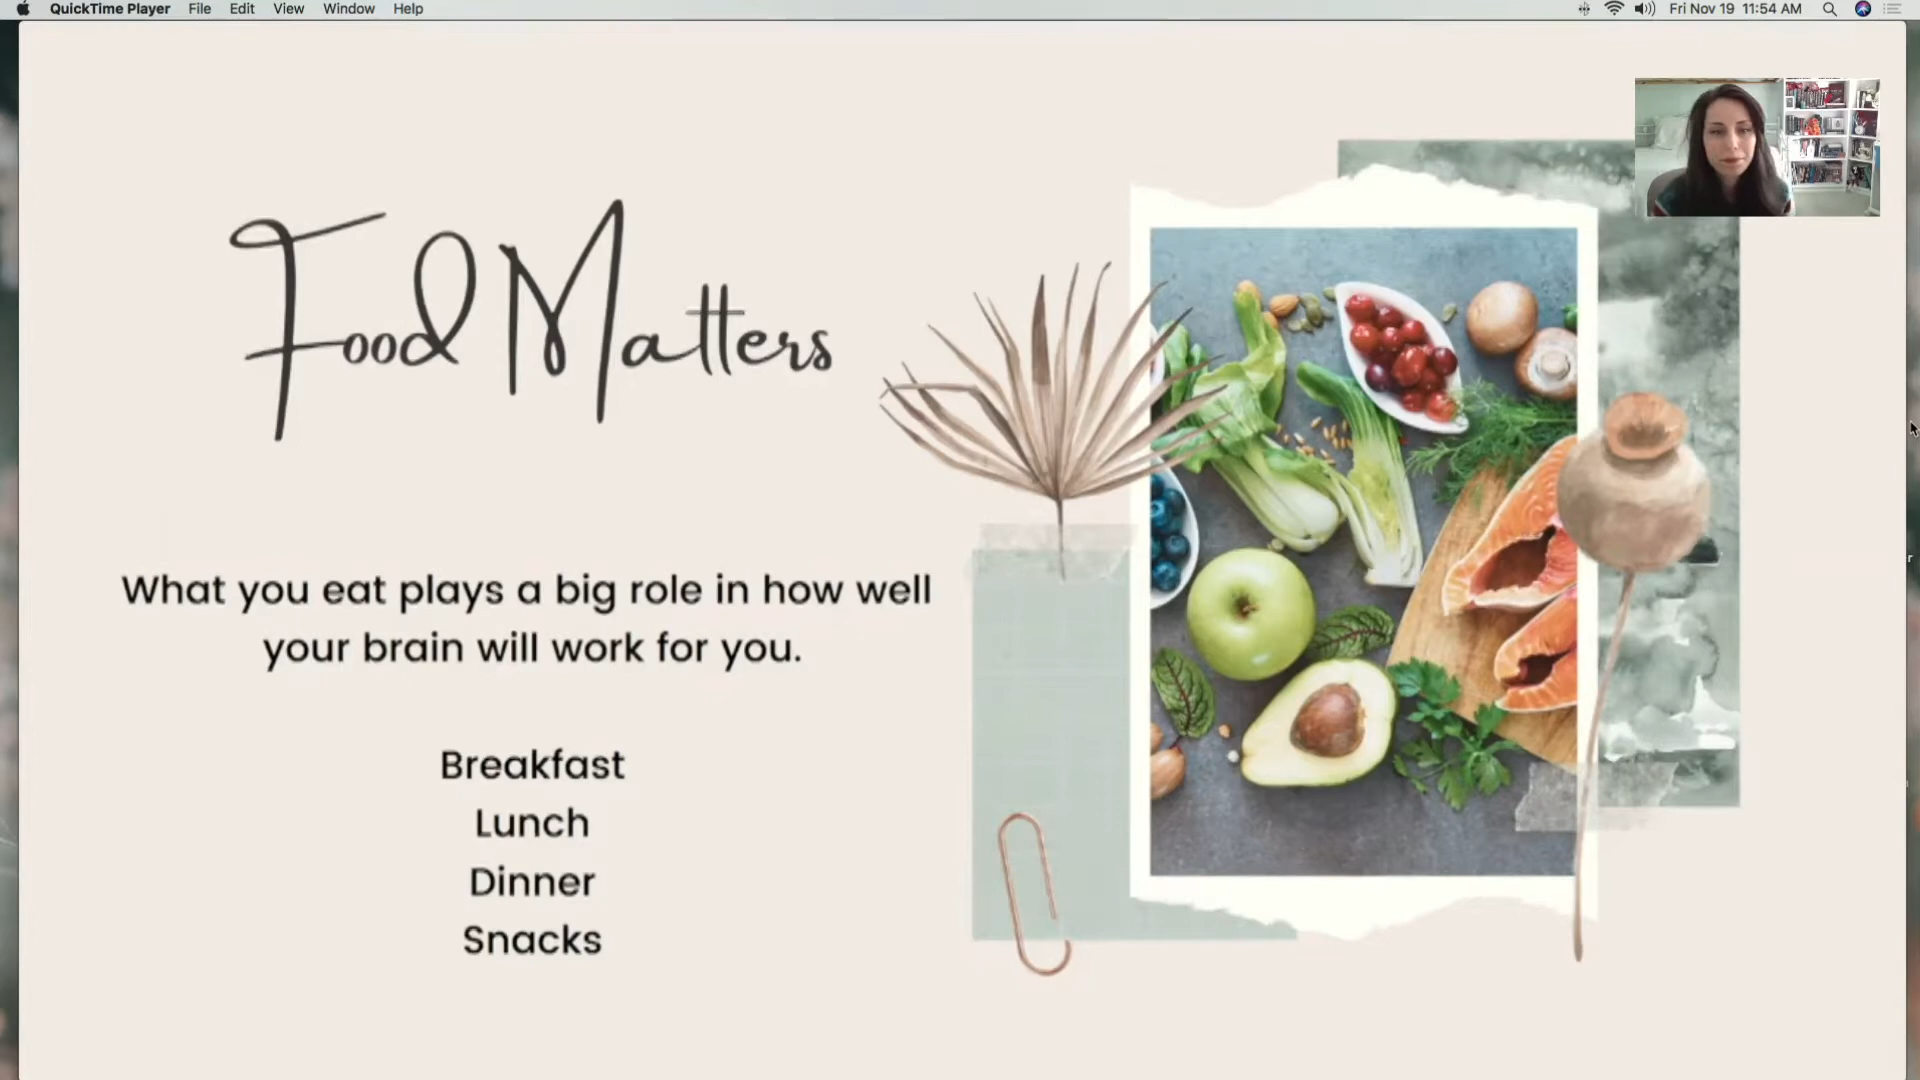 QuickTime Player File Edit View Window Help Fri Nov 19 11:54 AM
Food Matters
What you eat plays a big role in how well
your brain will work for you.
Breakfast
Lunch
Dinner
Snacks